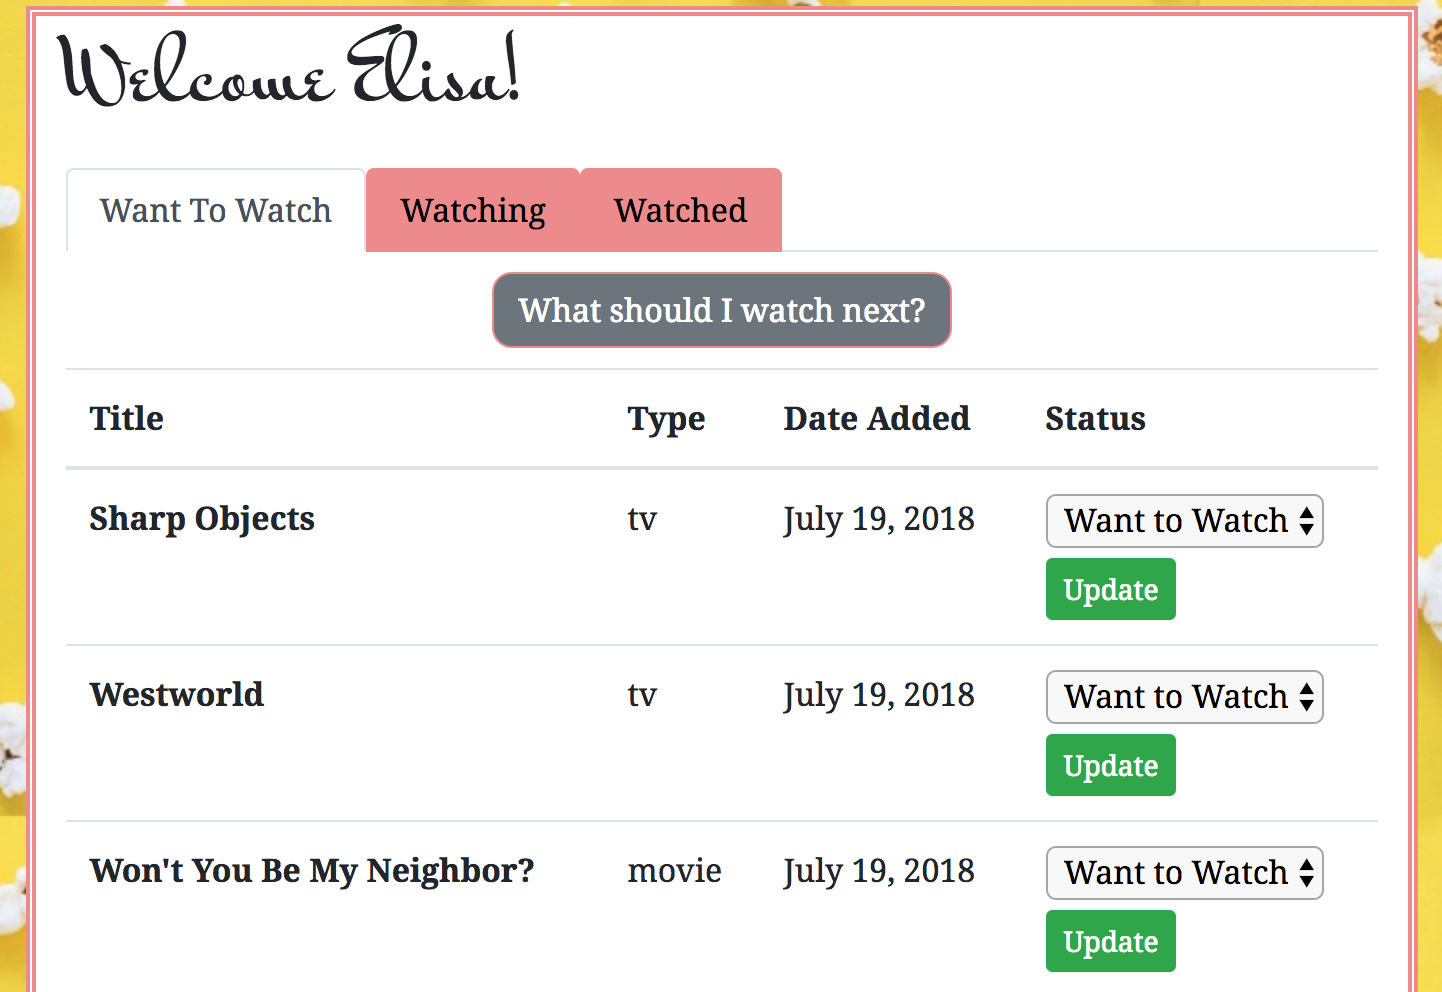 Welcome Elisa!
Want To Watch Watching Watched
What should I watch next?
Title Type Date Added Status
Sharp Objects tv July 19, 2018 Want to Watch
Update
Westworld tv July 19, 2018 Want to Watch
Update
Won't You Be My Neighbor? movie July 19, 2018 Want to Watch
Update